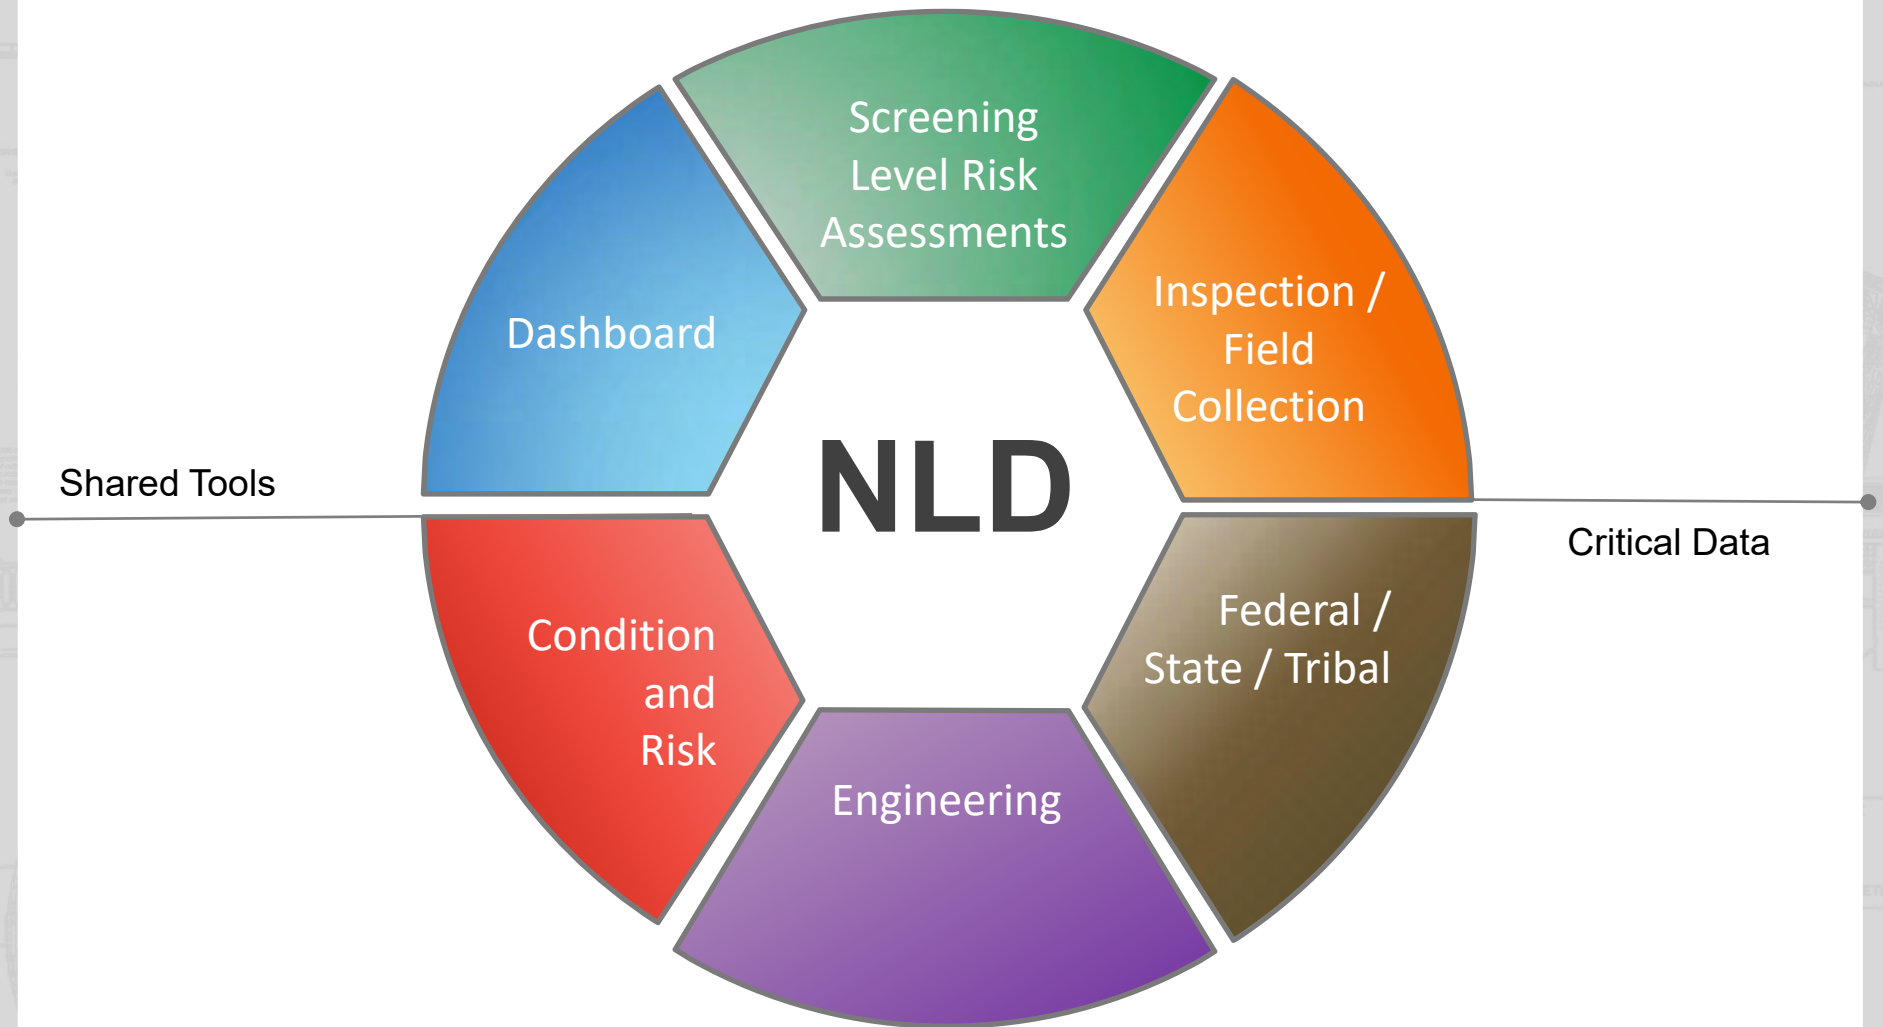 Screening
Level Risk
Assessments
Inspection /
Field
Collection
Dashboard
NLD
Shared Tools
Critical Data
Federal /
State / Tribal
Condition
and
Risk
Engineering